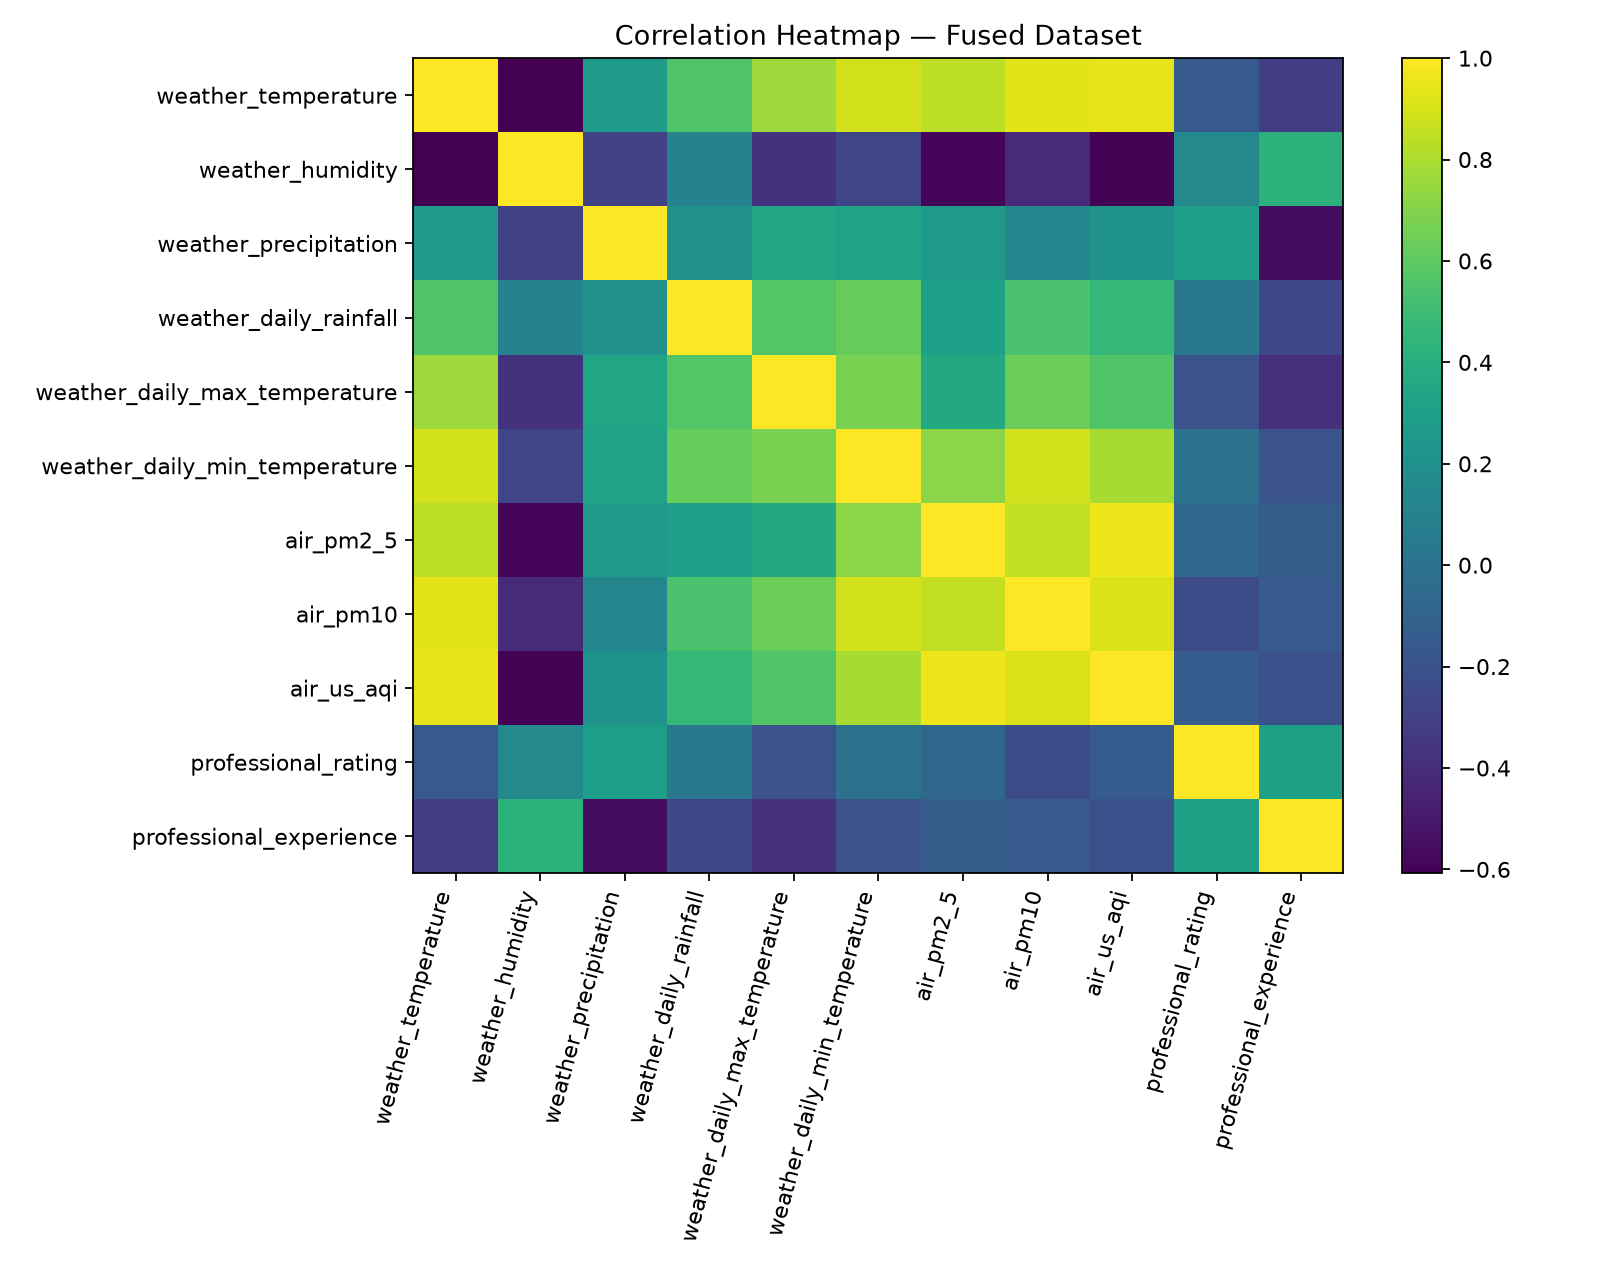 Correlation Heatmap — Fused Dataset
weather_temperature
weather_humidity
weather_precipitation
weather_daily_rainfall
weather_daily_max_temperature
weather_daily_min_temperature
air_pm2_5
air_pm10
air_us_aqi
professional_rating
professional_experience
weather_temperature
weather_humidity
weather_precipitation
weather_daily_rainfall
weather_daily_max_temperature
weather_daily_min_temperature
air_pm2_5
air_pm10
air_us_aqi
professional_rating
professional_experience
1.0
0.8
0.6
0.4
0.2
0.0
−0.2
−0.4
−0.6